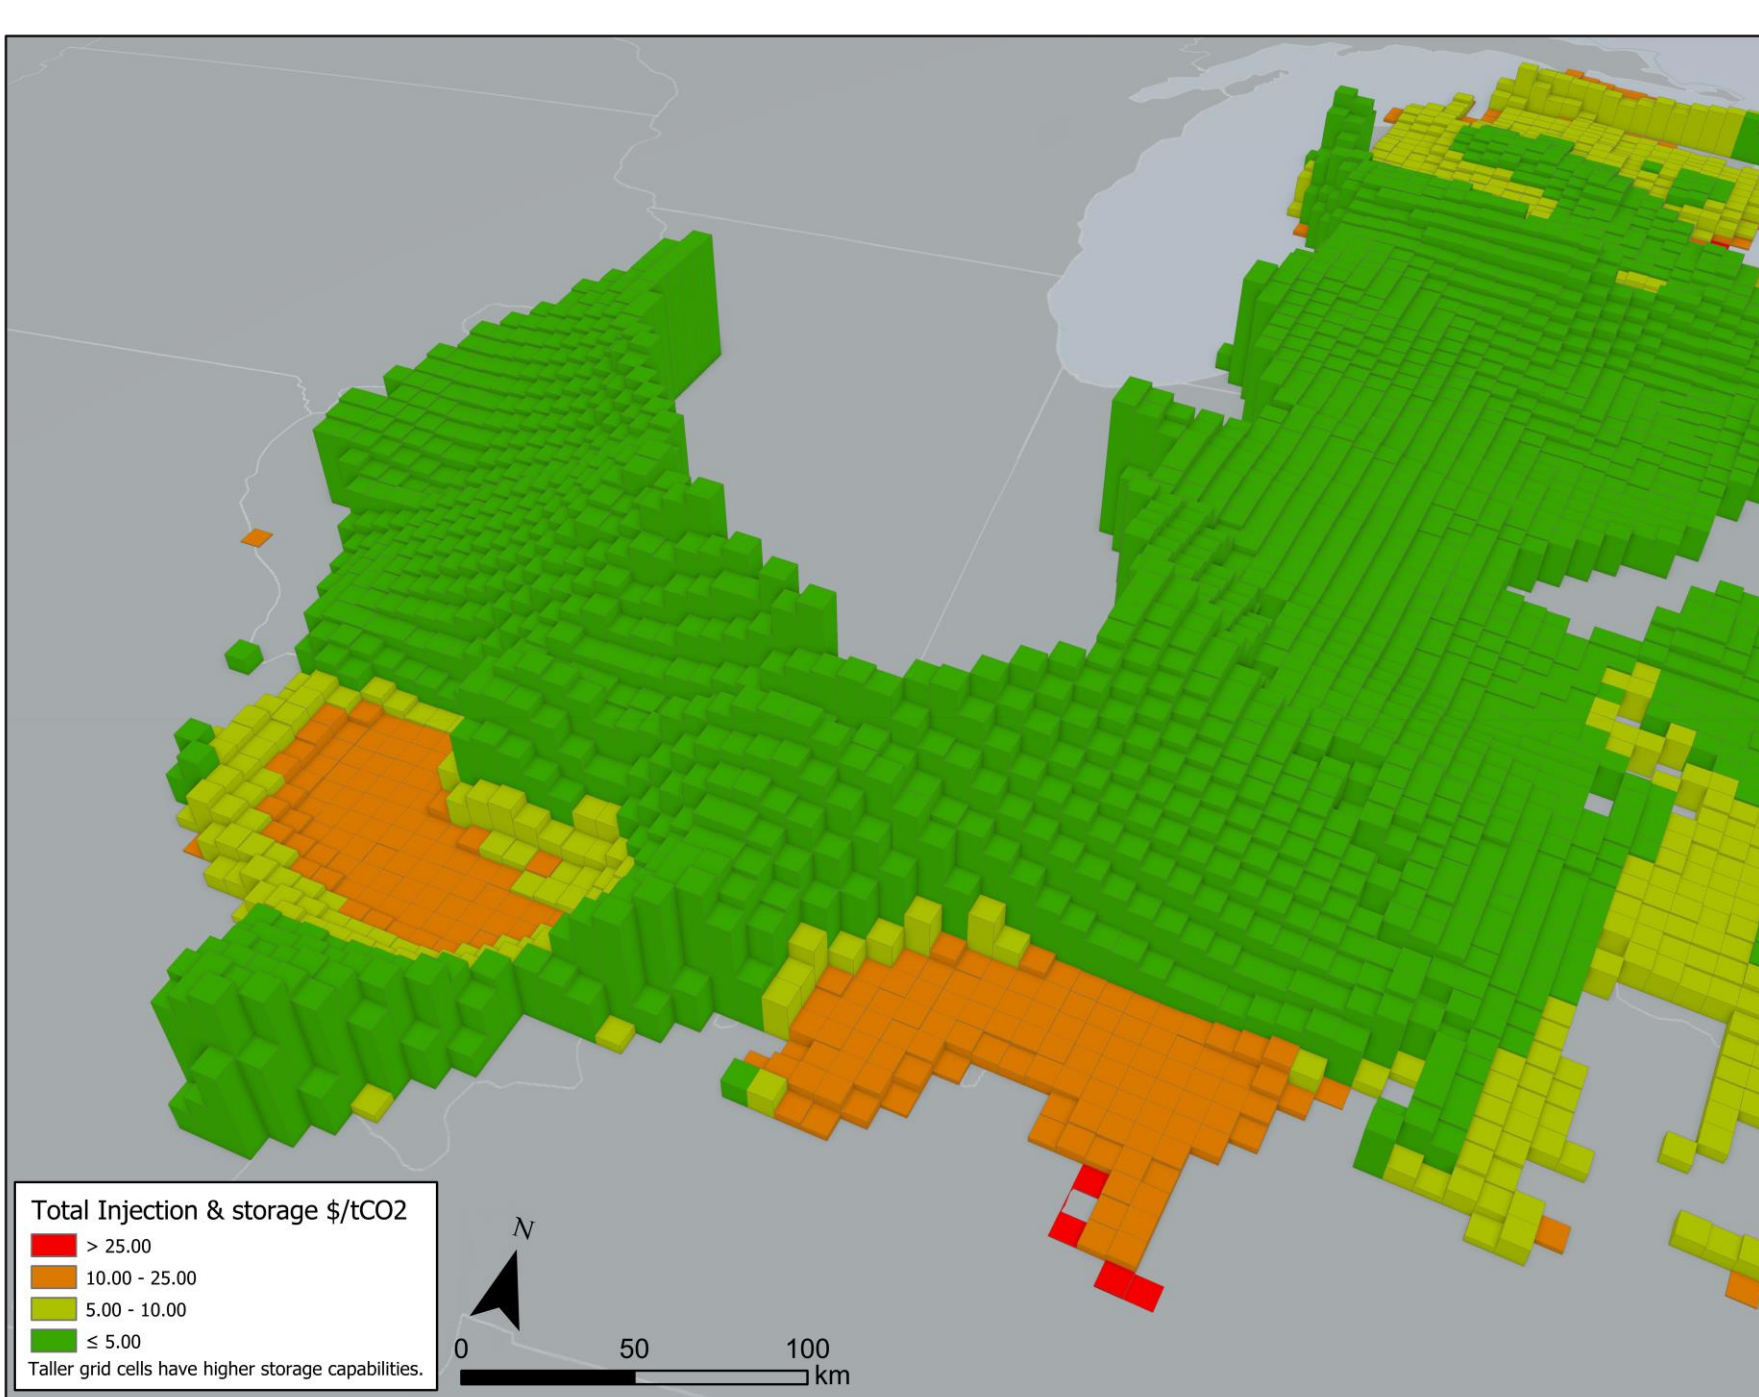 Total Injection & storage $/tCO2
> 25.00
10.00 - 25.00
5.00 - 10.00
≤ 5.00
Taller grid cells have higher storage capabilities.
N
0 50 100
km